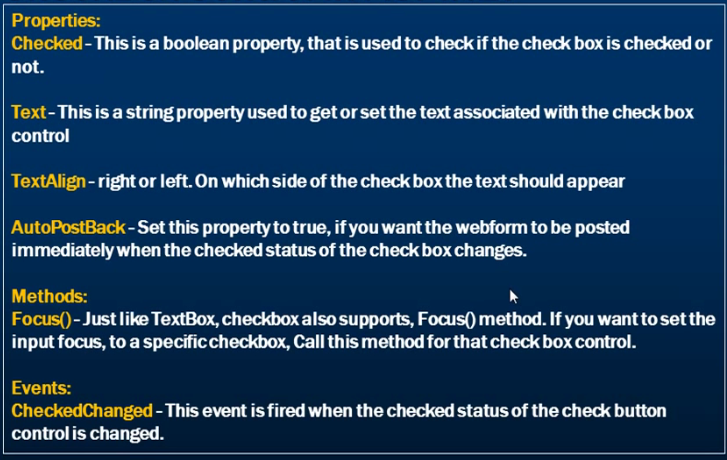 Properties:
Checked - This is a boolean property, that is used to check if the check box is checked or
not.
Text - This is a string property used to get or set the text associated with the check box
control
TextAlign - right or left. On which side of the check box the text should appear
AutoPostBack - Set this property to true, if you want the webform to be posted
immediately when the checked status of the check box changes.
Methods:
Focus() - Just like TextBox, checkbox also supports, Focus() method. If you want to set the
input focus, to a specific checkbox, Call this method for that check box control.
Events:
CheckedChanged - This event is fired when the checked status of the check button
control is changed.